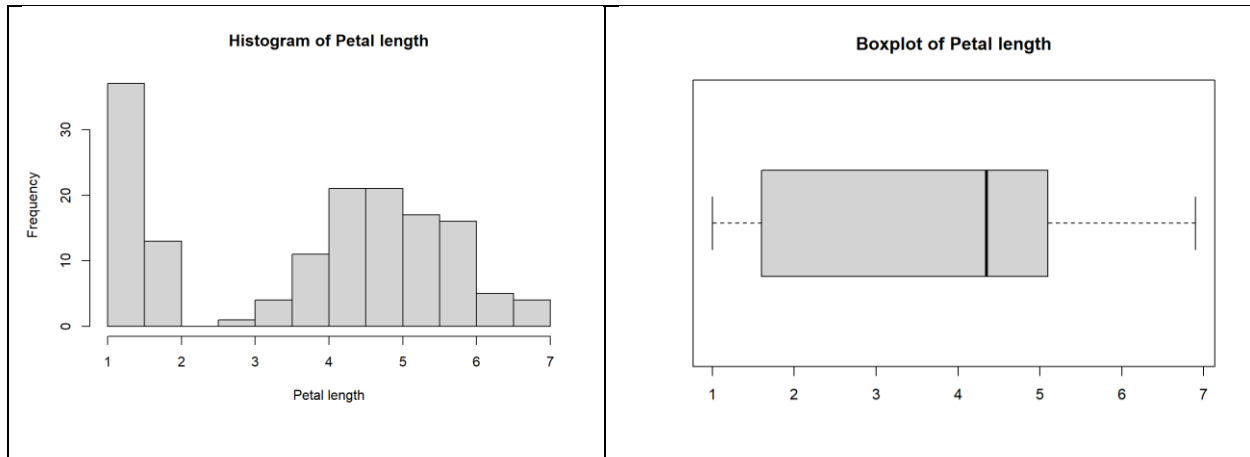 Histogram of Petal length
Frequency
0
10
20
30
1 2 3 4 5 6 7
Petal length
Boxplot of Petal length
1 2 3 4 5 6 7